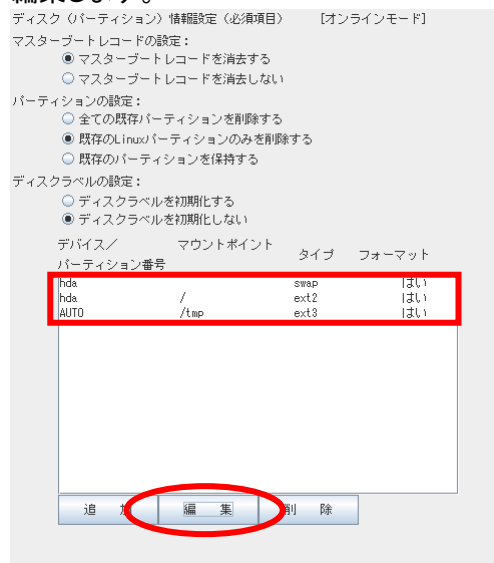 ディスク（パーティション）情報設定（必須項目） [オンラインモード]
マスターブートレコードの設定：
マスターブートレコードを消去する
マスターブートレコードを消去しない
パーティションの設定：
全ての既存パーティションを削除する
既存のLinuxパーティションのみを削除する
既存のパーティションを保持する
ディスクラベルの設定：
ディスクラベルを初期化する
ディスクラベルを初期化しない
デバイス／ マウントポイント タイプ フォーマット
パーティション番号
hda swap はい
hda / ext2 はい
AUTO /tmp ext3 はい
追 加 編 集 削 除